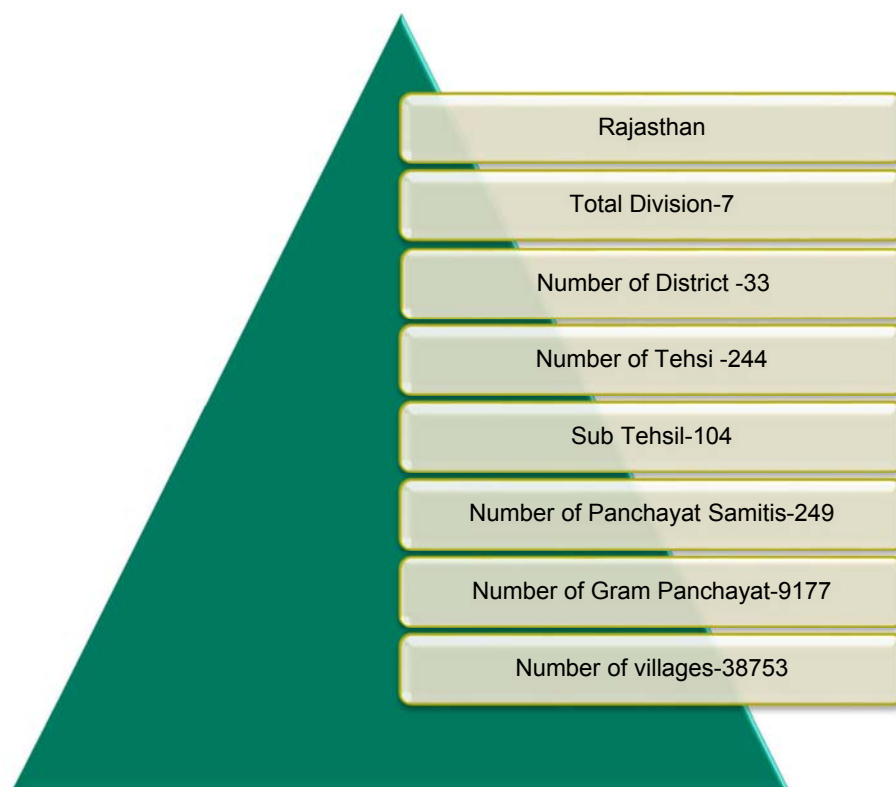 Rajasthan
Total Division-7
Number of District -33
Number of Tehsi -244
Sub Tehsil-104
Number of Panchayat Samitis-249
Number of Gram Panchayat-9177
Number of villages-38753